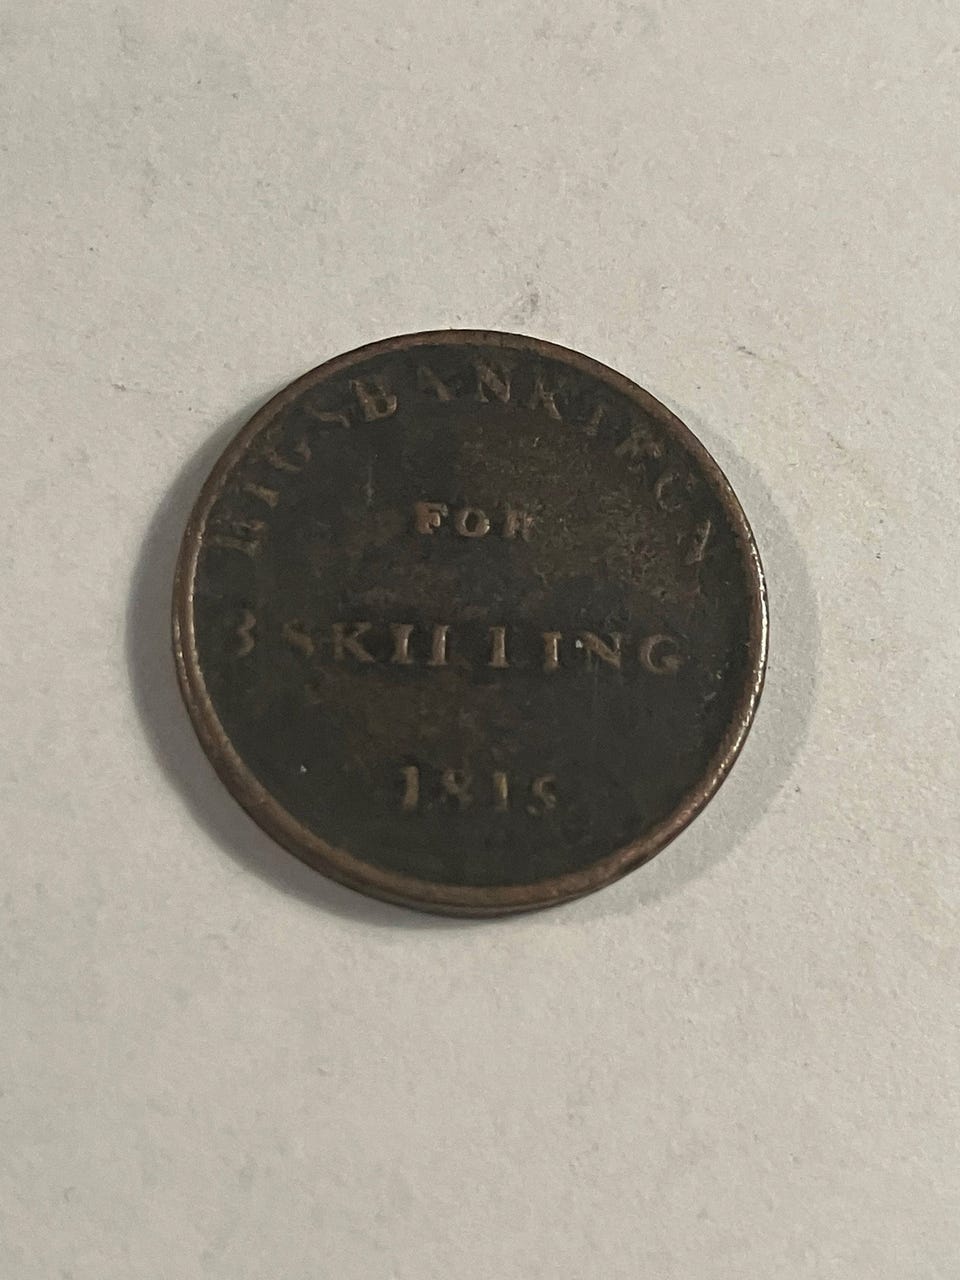 RIGSBANKTEGN
FOR
3 SKILLING
1815